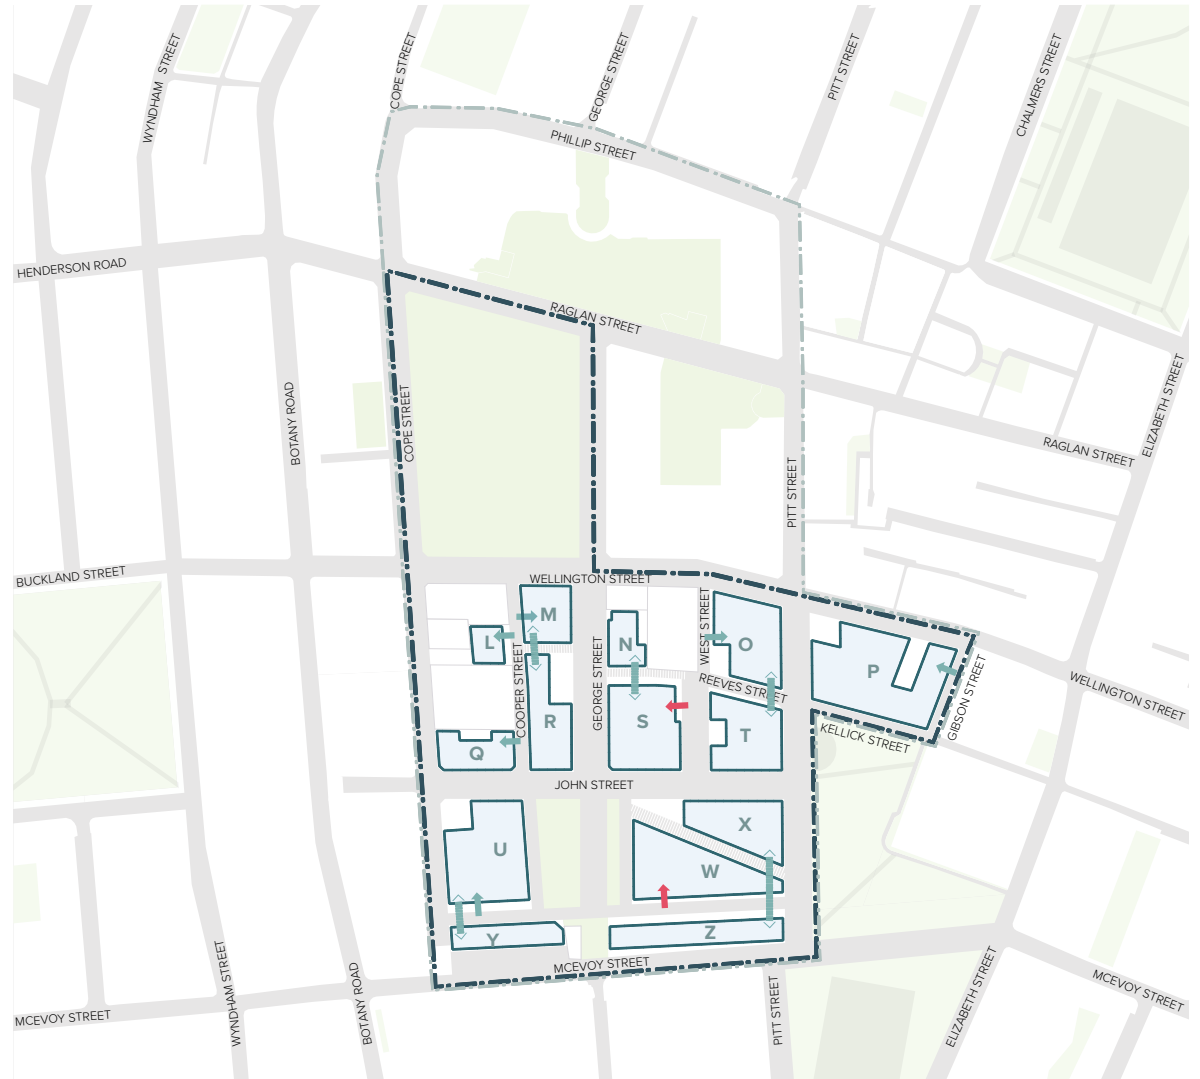 WYNDHAM STREET
COPE STREET
GEORGE STREET
PITT STREET
CHALMERS STREET
PHILLIP STREET
HENDERSON ROAD
RAGLAN STREET
BOTANY ROAD
COPE STREET
PITT STREET
RAGLAN STREET
ELIZABETH STREET
BUCKLAND STREET
WELLINGTON STREET
M
L
N
O
P
WEST STREET
COOPER STREET
GEORGE STREET
REEVES STREET
GIBSON STREET
WELLINGTON STREET
R
S
T
Q
KELLICK STREET
JOHN STREET
X
U
W
Y
Z
MCEVOY STREET
WYNDHAM STREET
BOTANY ROAD
PITT STREET
ELIZABETH STREET
MCEVOY STREET
MCEVOY STREET